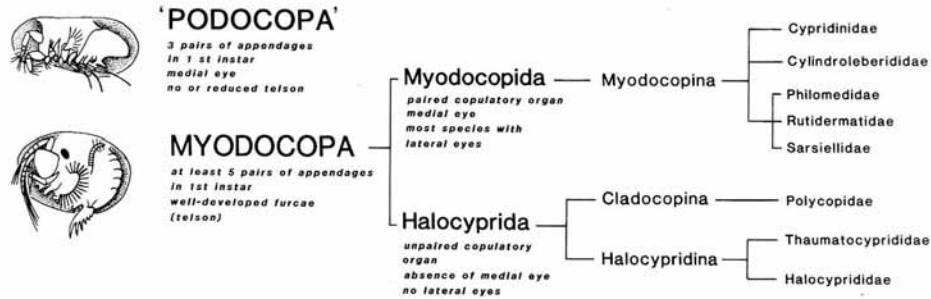 'PODOCOPA'
3 pairs of appendages
in 1 st instar
medial eye
no or reduced telson
MYODOCOPA
at least 5 pairs of appendages
in 1st instar
well-developed furcae
(telson)
Myodocopida
paired copulatory organ
medial eye
most species with
lateral eyes
Halocyprida
unpaired copulatory
organ
absence of medial eye
no lateral eyes
Myodocopina
Cladocopina
Halocypridina
Cypridinidae
Cylindroleberididae
Philomedidae
Rutidermatidae
Sarsiellidae
Polycopidae
Thaumatocyprididae
Halocyprididae